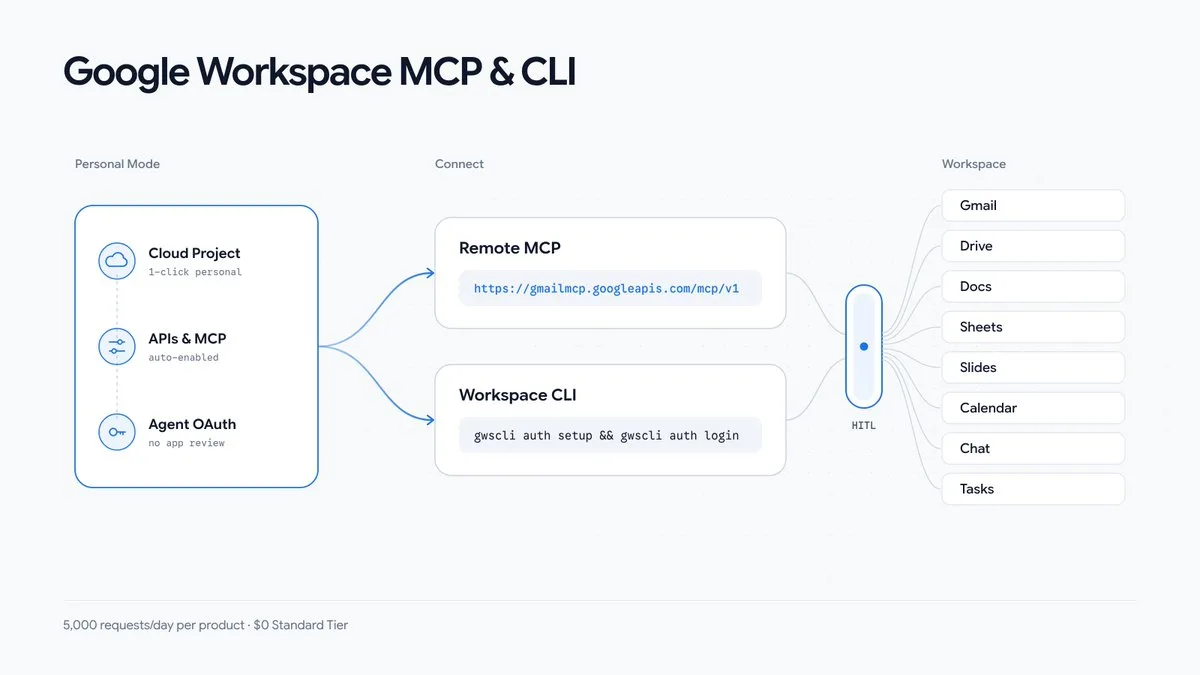 Google Workspace MCP & CLI
Personal Mode
Cloud Project
1-click personal
APIs & MCP
auto-enabled
Agent OAuth
no app review
Connect
Remote MCP
https://gmailmcp.googleapis.com/mcp/v1
Workspace CLI
gwscli auth setup && gwscli auth login
HITL
Workspace
Gmail
Drive
Docs
Sheets
Slides
Calendar
Chat
Tasks
5,000 requests/day per product · $0 Standard Tier